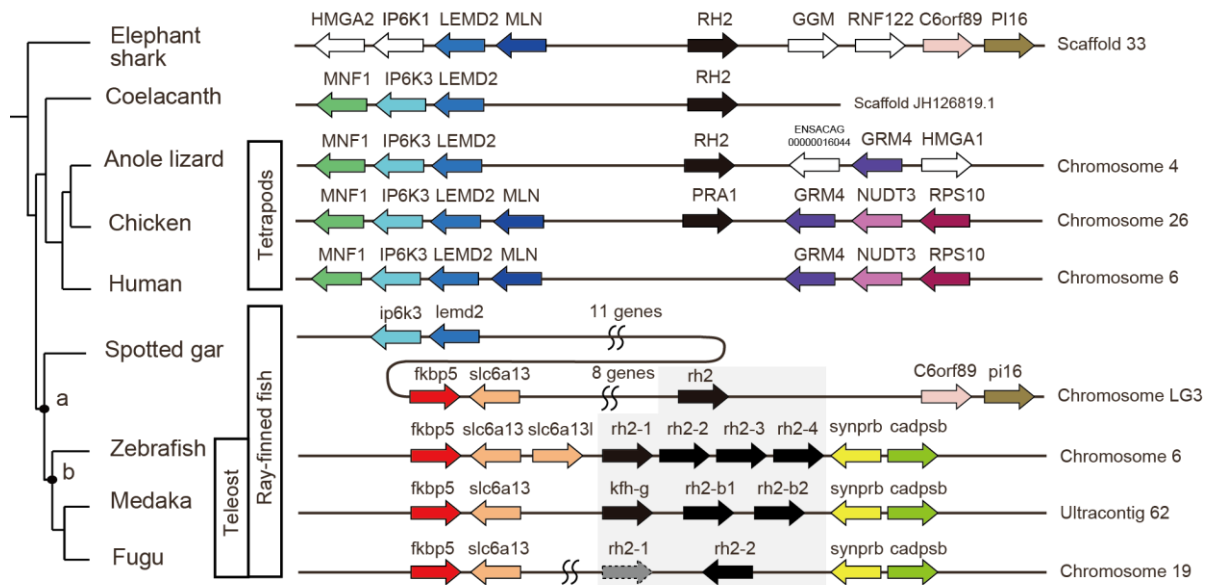 HMGA2 IP6K1 LEMD2 MLN RH2 GGM RNF122 C6orf89 PI16
Elephant
shark
Scaffold 33
MNF1 IP6K3 LEMD2 RH2
Coelacanth
Scaffold JH126819.1
MNF1 IP6K3 LEMD2 RH2 ENSACAG
00000016044 GRM4 HMGA1
Anole lizard
Chromosome 4
MNF1 IP6K3 LEMD2 MLN PRA1 GRM4 NUDT3 RPS10
Chicken
Chromosome 26
MNF1 IP6K3 LEMD2 MLN GRM4 NUDT3 RPS10
Human
Chromosome 6
Tetrapods
ip6k3 lemd2 11 genes
Spotted gar
fkbp5 slc6a13 8 genes rh2 C6orf89 pi16
Chromosome LG3
a
fkbp5 slc6a13 slc6a13l rh2-1 rh2-2 rh2-3 rh2-4 synprb cadpsb
Zebrafish
Chromosome 6
b
fkbp5 slc6a13 kfh-g rh2-b1 rh2-b2 synprb cadpsb
Medaka
Ultracontig 62
fkbp5 slc6a13 rh2-1 rh2-2 synprb cadpsb
Fugu
Chromosome 19
Teleost
Ray-finned fish